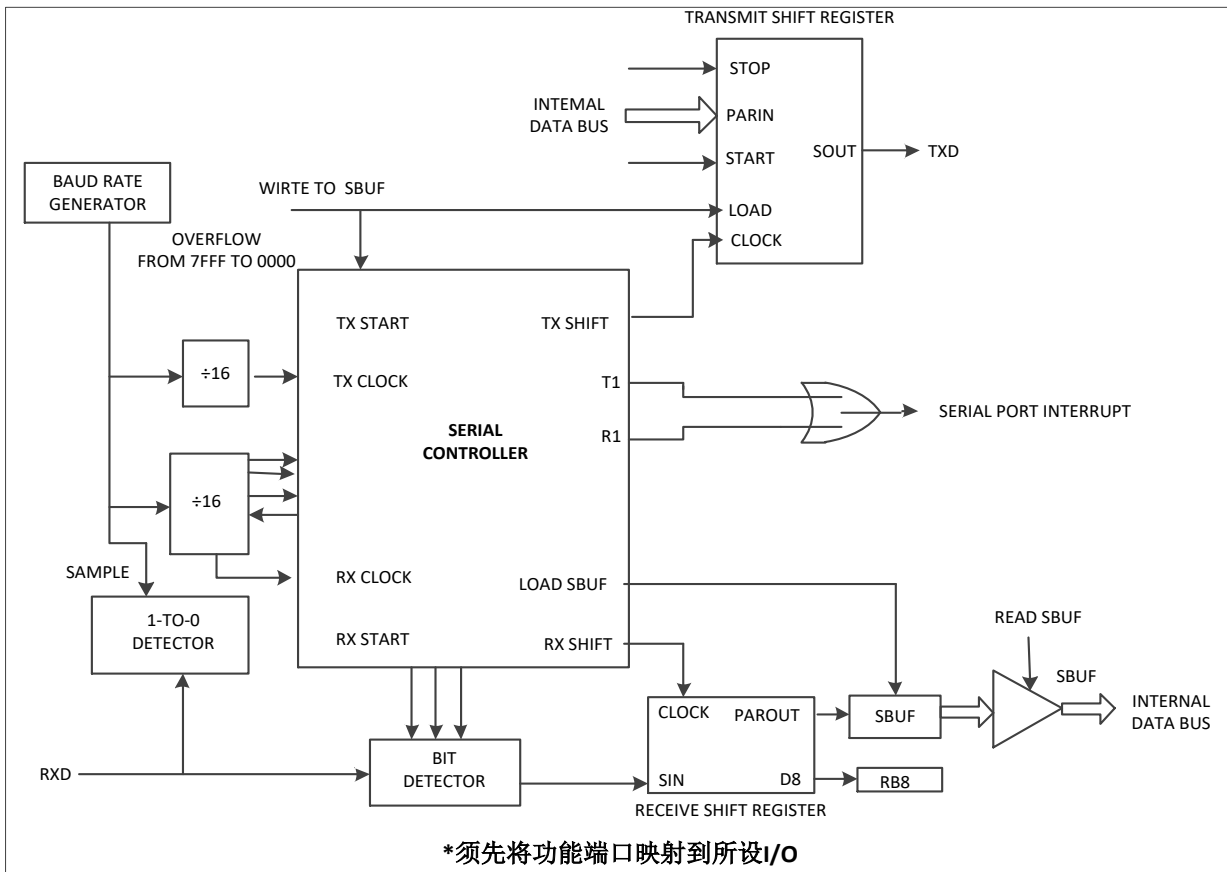 TRANSMIT SHIFT REGISTER
STOP
INTEMAL
DATA BUS
PARIN
START
SOUT
TXD
BAUD RATE
GENERATOR
WIRTE TO SBUF
LOAD
CLOCK
OVERFLOW
FROM 7FFF TO 0000
TX START
TX SHIFT
÷16
TX CLOCK
T1
SERIAL PORT INTERRUPT
R1
SERIAL
CONTROLLER
÷16
SAMPLE
RX CLOCK
LOAD SBUF
1-TO-0
DETECTOR
RX START
RX SHIFT
READ SBUF
SBUF
CLOCK
PAROUT
SBUF
INTERNAL
DATA BUS
RXD
BIT
DETECTOR
SIN
D8
RB8
RECEIVE SHIFT REGISTER
*须先将功能端口映射到所设I/O